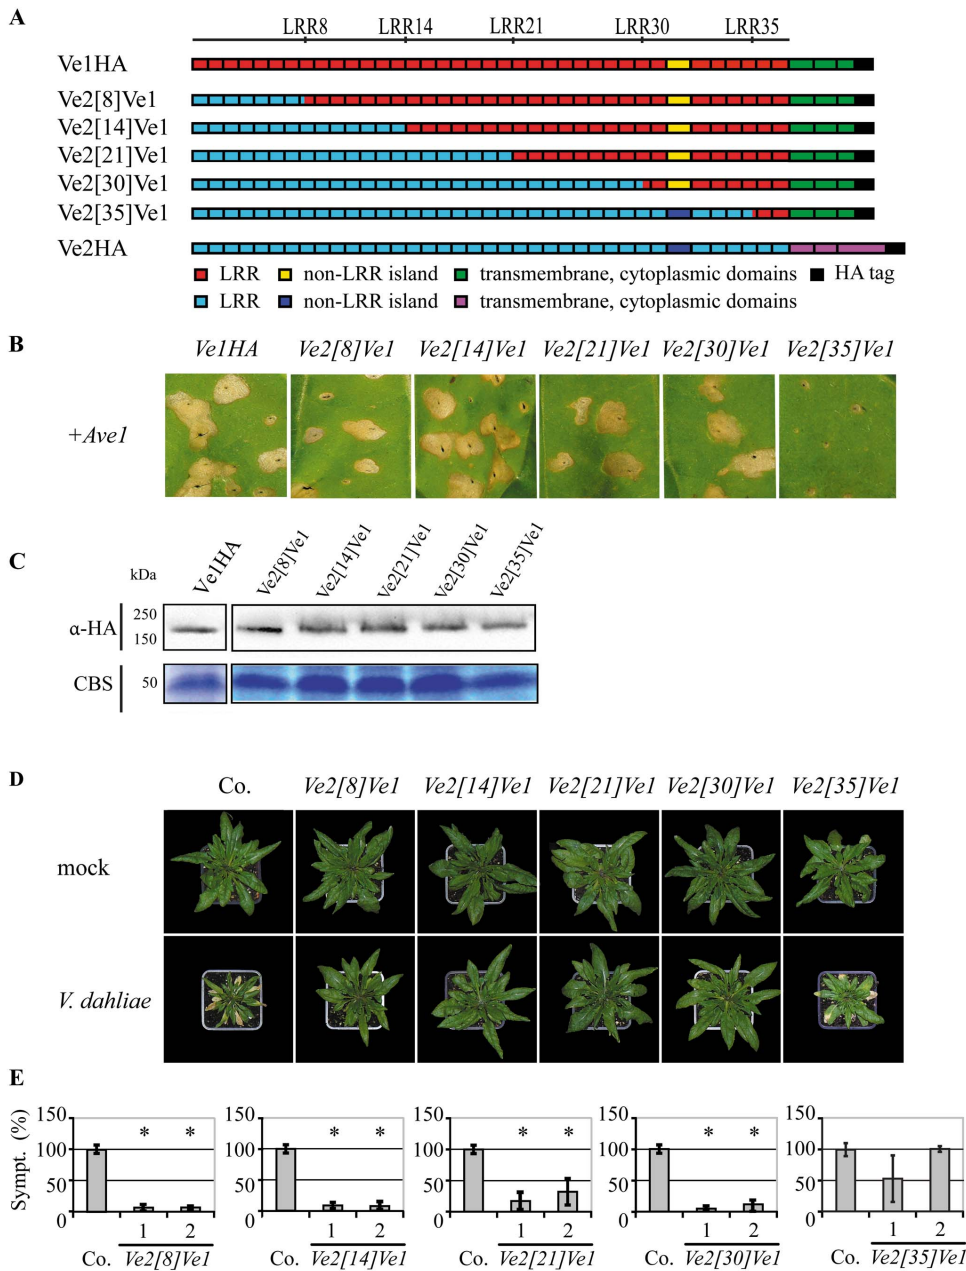 A
LRR8 LRR14 LRR21 LRR30 LRR35
Ve1HA
Ve2[8]Ve1
Ve2[14]Ve1
Ve2[21]Ve1
Ve2[30]Ve1
Ve2[35]Ve1
Ve2HA
LRR non-LRR island transmembrane, cytoplasmic domains HA tag
LRR non-LRR island transmembrane, cytoplasmic domains
B
Ve1HA Ve2[8]Ve1 Ve2[14]Ve1 Ve2[21]Ve1 Ve2[30]Ve1 Ve2[35]Ve1
+Ave1
C
kDa
Ve1HA Ve2[8]Ve1 Ve2[14]Ve1 Ve2[21]Ve1 Ve2[30]Ve1 Ve2[35]Ve1
α-HA
250
150
CBS
50
D
Co. Ve2[8]Ve1 Ve2[14]Ve1 Ve2[21]Ve1 Ve2[30]Ve1 Ve2[35]Ve1
mock
V. dahliae
E
Sympt. (%)
150 150 150 150 150
100 100 100 100 100
50 50 50 50 50
0 0 0 0 0
* * * * * * * *
1 2 1 2 1 2 1 2 1 2
Co. Ve2[8]Ve1 Co. Ve2[14]Ve1 Co. Ve2[21]Ve1 Co. Ve2[30]Ve1 Co. Ve2[35]Ve1